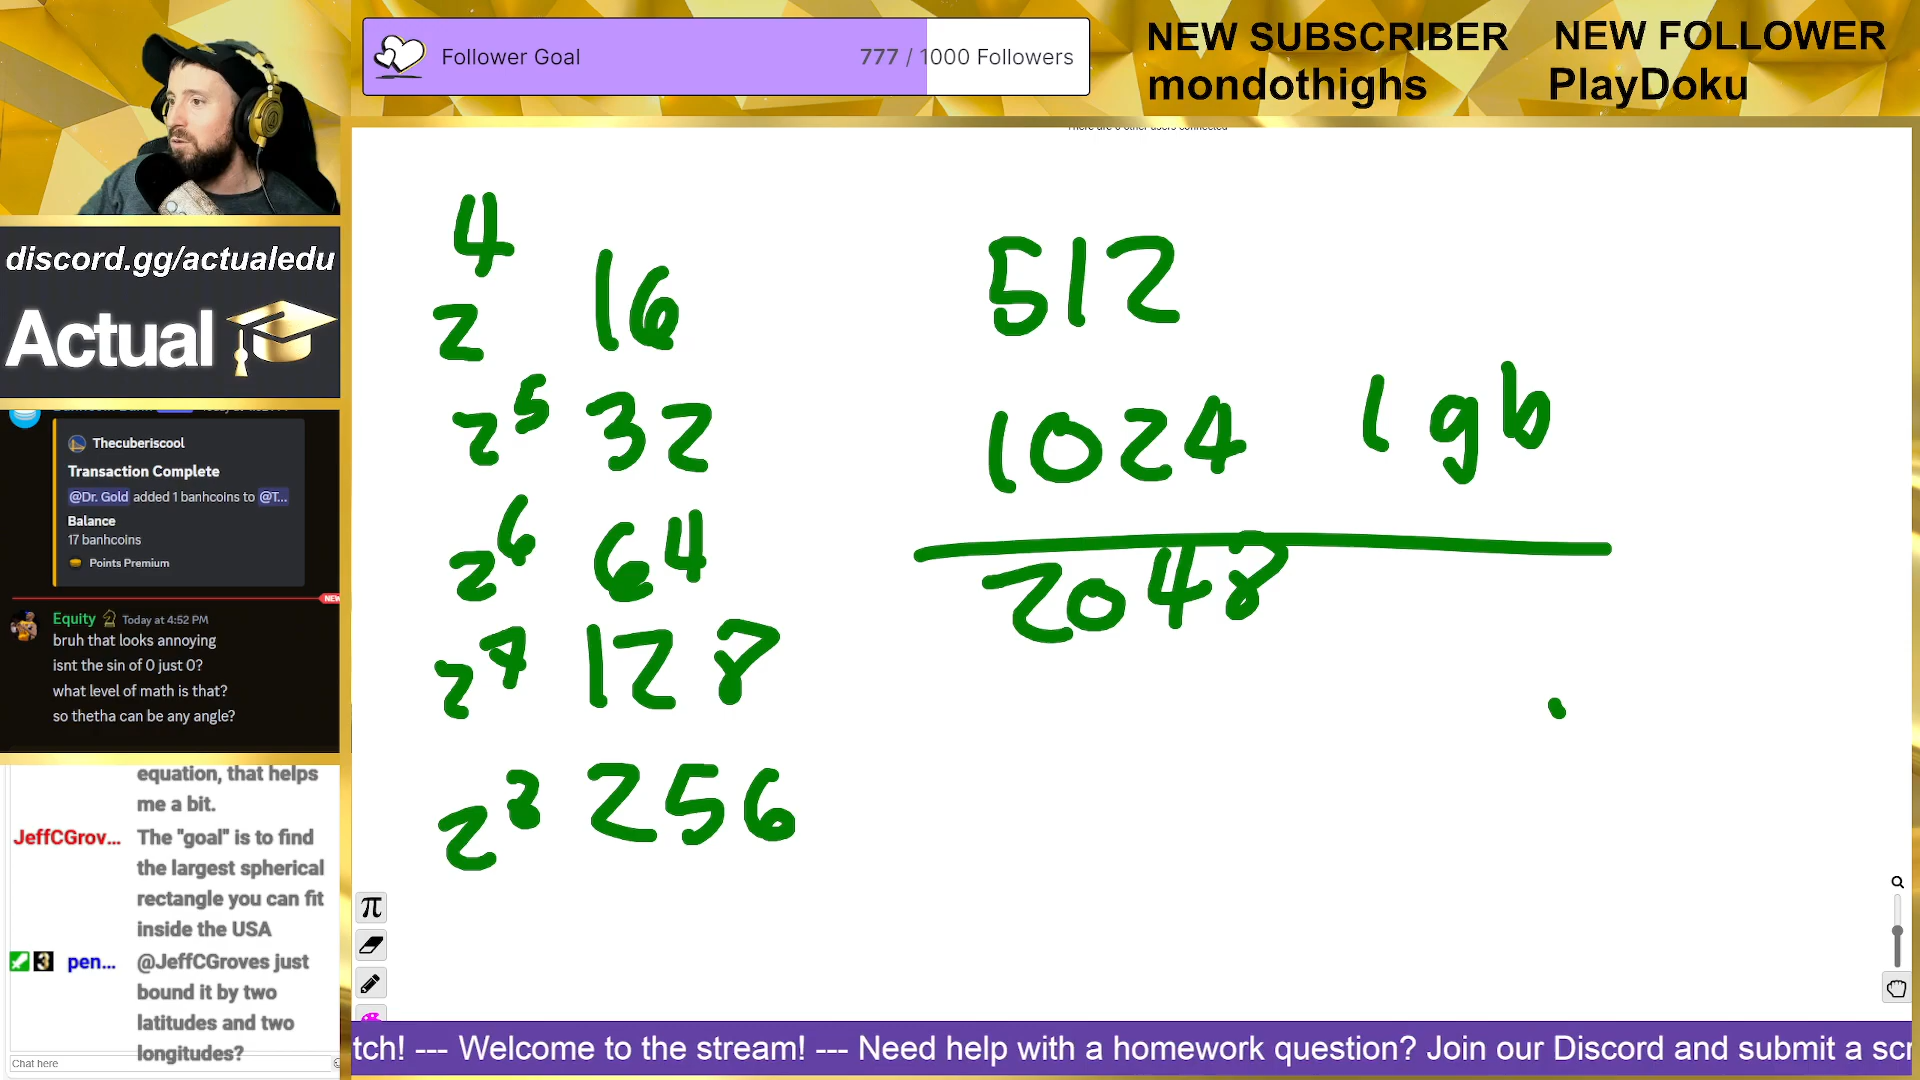 Follower Goal 777 / 1000 Followers
NEW SUBSCRIBER
mondothighs
NEW FOLLOWER
PlayDoku
discord.gg/actualedu
Actual
Thecuberiscool
Transaction Complete
@Dr. Gold added 1 banhcoins to @T...
Balance
17 banhcoins
Points Premium
NEW
Equity Today at 4:52 PM
bruh that looks annoying
isnt the sin of 0 just 0?
what level of math is that?
so thetha can be any angle?
equation, that helps
me a bit.
JeffCGrov... The "goal" is to find
the largest spherical
rectangle you can fit
inside the USA
pen... @JeffCGroves just
bound it by two
latitudes and two
longitudes?
Chat here
2⁴ 16
2⁵ 32
2⁶ 64
2⁷ 128
2⁸ 256
512
1024 1 gb
2048
π
tch! --- Welcome to the stream! --- Need help with a homework question? Join our Discord and submit a scr